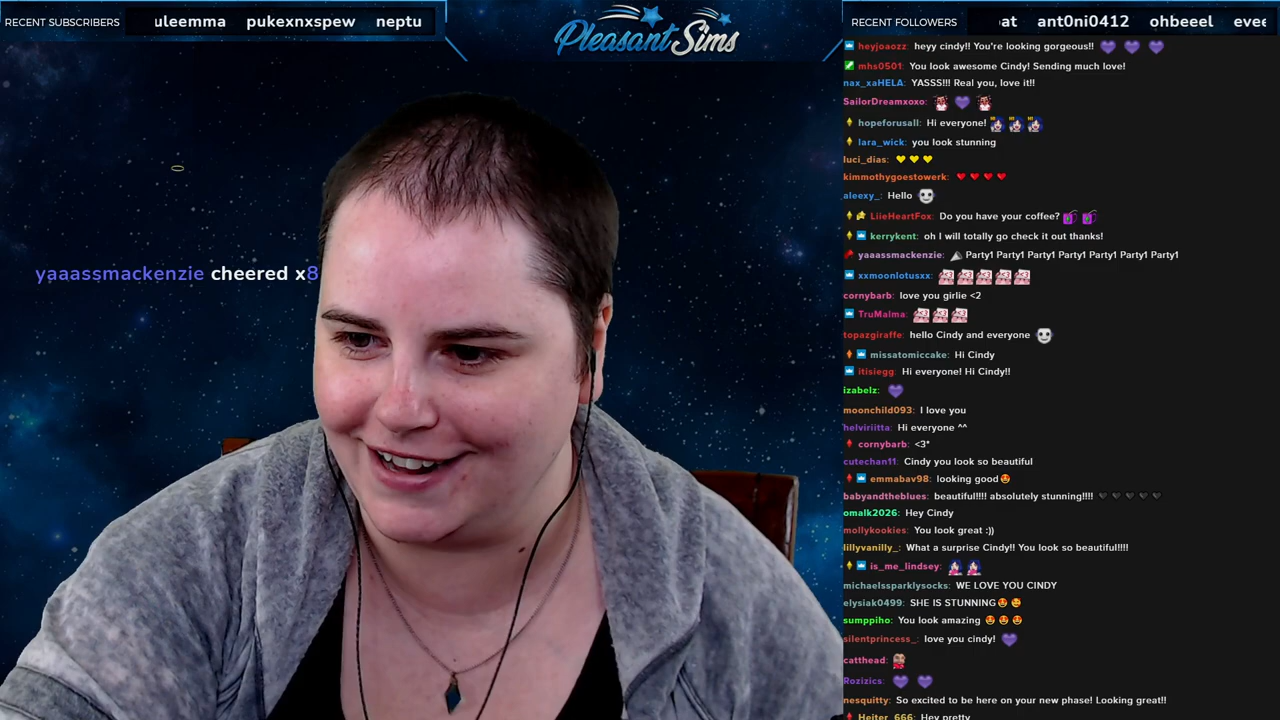 RECENT SUBSCRIBERS uleemma pukexnxspew neptu
PleasantSims
RECENT FOLLOWERS at ant0ni0412 ohbeeel evee
yaaassmackenzie cheered x8
heyjoaozz: heyy cindy!! You're looking gorgeous!!
mhs0501: You look awesome Cindy! Sending much love!
nax_xaHELA: YASSS!!! Real you, love it!!
SailorDreamxoxo:
hopeforusall: Hi everyone!
lara_wick: you look stunning
luci_dias:
kimmothygoestowerk:
aleexy_: Hello
LiieHeartFox: Do you have your coffee?
kerrykent: oh I will totally go check it out thanks!
yaaassmackenzie: Party1 Party1 Party1 Party1 Party1 Party1 Party1
xxmoonlotusxx:
cornybarb: love you girlie <2
TruMalma:
topazgiraffe: hello Cindy and everyone
missatomiccake: Hi Cindy
itisiegg: Hi everyone! Hi Cindy!!
izabelz:
moonchild093: I love you
helviriitta: Hi everyone ^^
cornybarb: <3*
cutechan11: Cindy you look so beautiful
emmabav98: looking good
babyandtheblues: beautiful!!!! absolutely stunning!!!!
omalk2026: Hey Cindy
mollykookies: You look great :))
lillyvanilly_: What a surprise Cindy!! You look so beautiful!!!!
is_me_lindsey:
michaelssparklysocks: WE LOVE YOU CINDY
elysiak0499: SHE IS STUNNING
sumppiho: You look amazing
silentprincess_: love you cindy!
catthead:
Rozizics:
nesquitty: So excited to be here on your new phase! Looking great!!
Heiter_666: Hey pretty